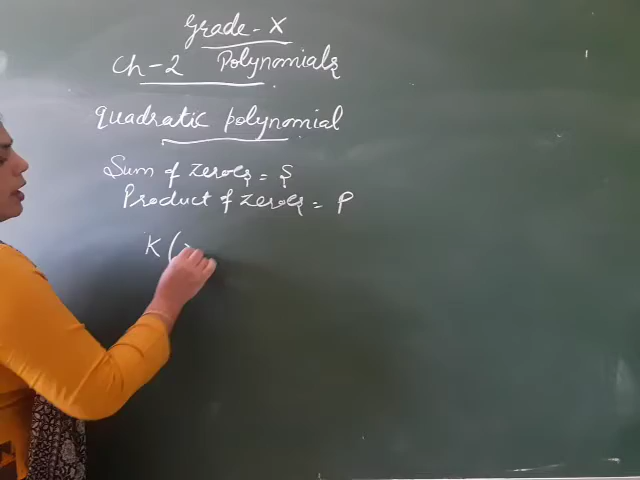 Grade - X
Ch - 2 Polynomials
Quadratic polynomial
Sum of zeroes = S
Product of zeroes = P
K (